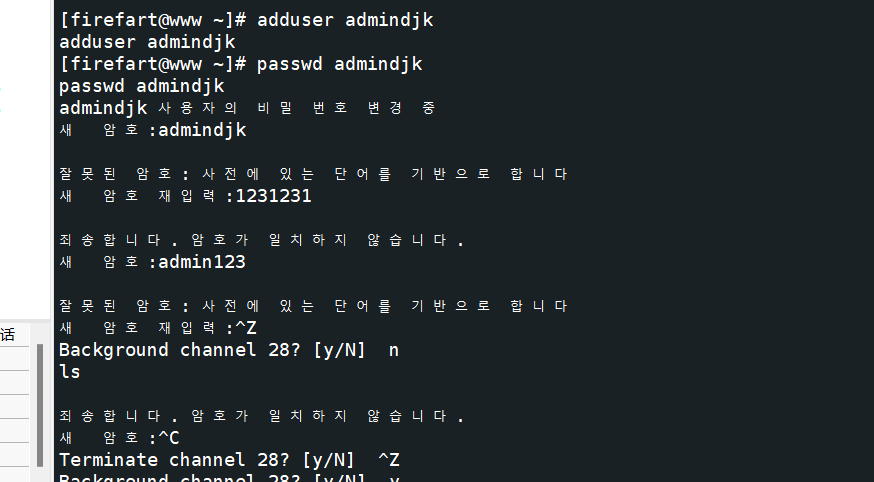 [firefart@www ~]# adduser admindjk
adduser admindjk
[firefart@www ~]# passwd admindjk
passwd admindjk
admindjk 사용자의 비밀 번호 변경 중
새 암호:admindjk
잘못된 암호: 사전에 있는 단어를 기반으로 합니다
새 암호 재입력:1231231
죄송합니다. 암호가 일치하지 않습니다.
새 암호:admin123
잘못된 암호: 사전에 있는 단어를 기반으로 합니다
话
새 암호 재입력:^Z
Background channel 28? [y/N]  n
ls
죄송합니다. 암호가 일치하지 않습니다.
새 암호:^C
Terminate channel 28? [y/N]  ^Z
Background channel 28? [y/N]  y